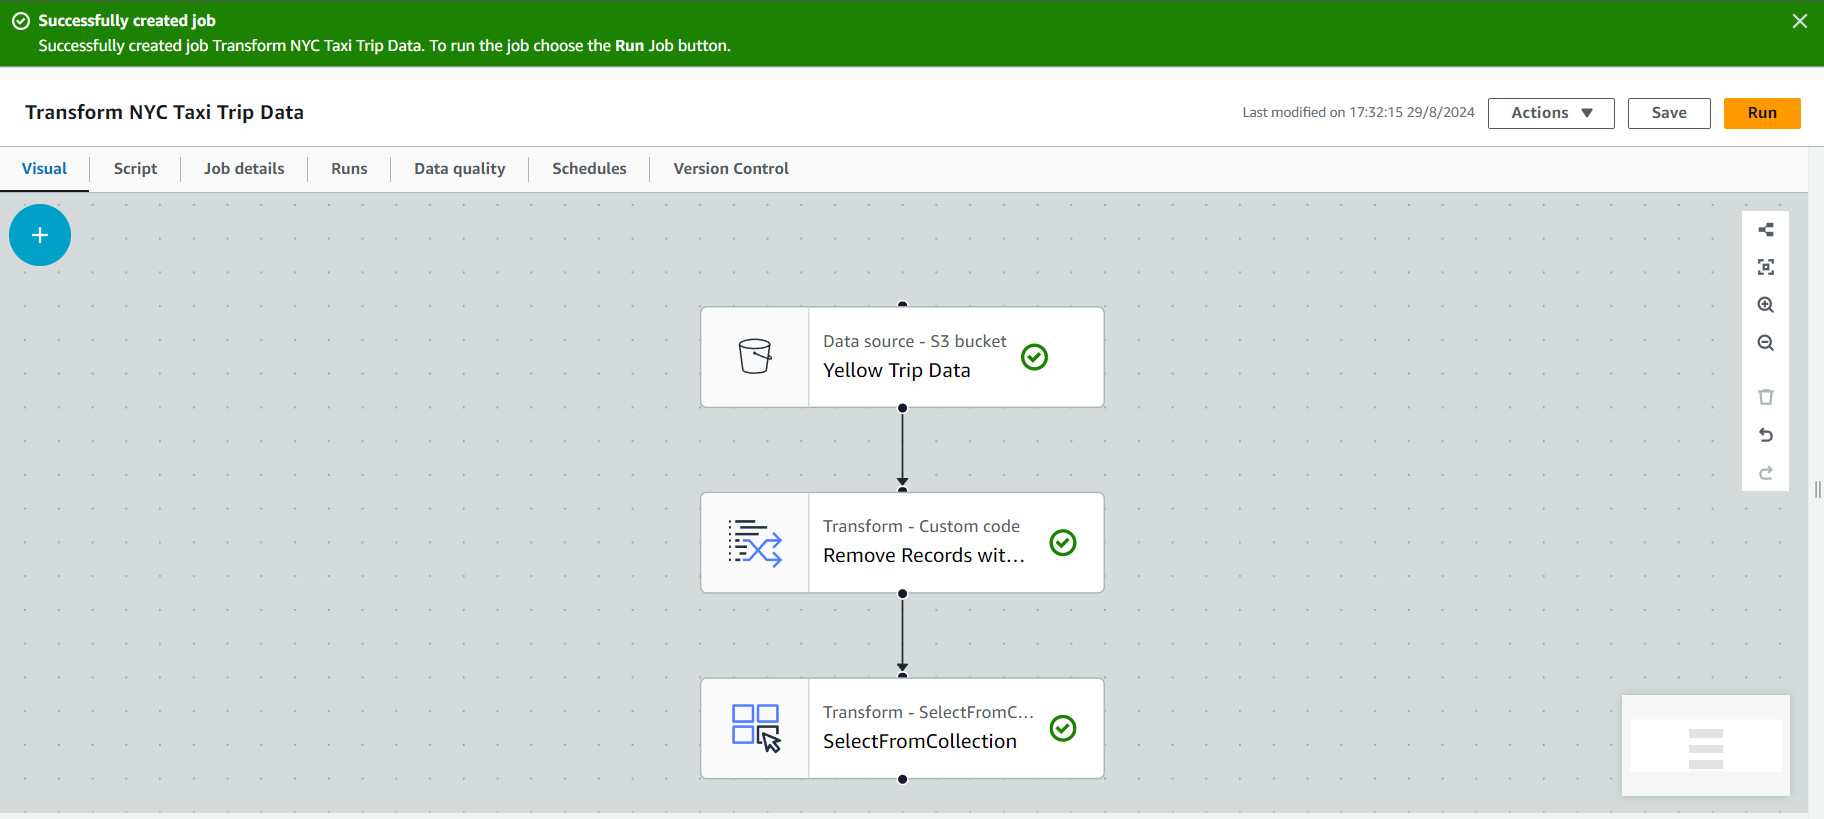 Successfully created job
Successfully created job Transform NYC Taxi Trip Data. To run the job choose the Run Job button.
Transform NYC Taxi Trip Data
Last modified on 17:32:15 29/8/2024
Actions
Save
Run
Visual
Script
Job details
Runs
Data quality
Schedules
Version Control
Data source - S3 bucket
Yellow Trip Data
Transform - Custom code
Remove Records wit...
Transform - SelectFromC...
SelectFromCollection